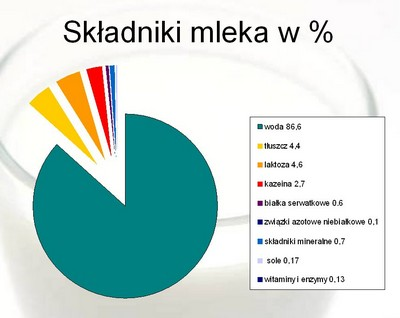 Składniki mleka w %
woda 86,6
tłuszcz 4,4
laktoza 4,6
kazeina 2,7
białka serwatkowe 0.6
związki azotowe niebiałkowe 0,1
składniki mineralne 0,7
sole 0,17
witaminy i enzymy 0,13